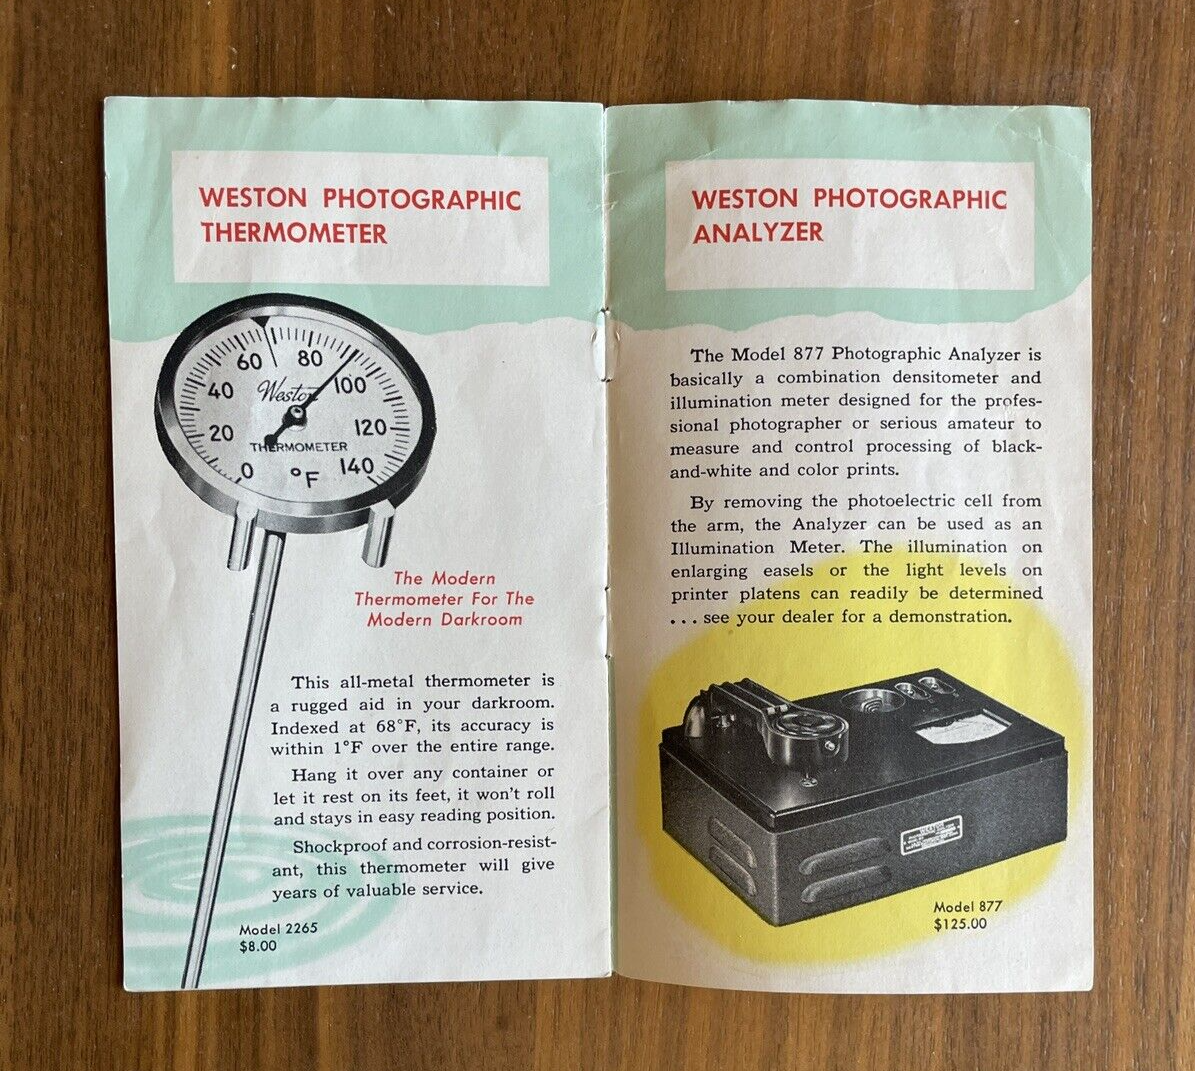 WESTON PHOTOGRAPHIC
THERMOMETER
60 80
40 Weston 100
20 120
THERMOMETER
0 °F 140
The Modern
Thermometer For The
Modern Darkroom
This all-metal thermometer is
a rugged aid in your darkroom.
Indexed at 68°F, its accuracy is
within 1°F over the entire range.
Hang it over any container or
let it rest on its feet, it won't roll
and stays in easy reading position.
Shockproof and corrosion-resist-
ant, this thermometer will give
years of valuable service.
Model 2265
$8.00
WESTON PHOTOGRAPHIC
ANALYZER
The Model 877 Photographic Analyzer is
basically a combination densitometer and
illumination meter designed for the profes-
sional photographer or serious amateur to
measure and control processing of black-
and-white and color prints.
By removing the photoelectric cell from
the arm, the Analyzer can be used as an
Illumination Meter. The illumination on
enlarging easels or the light levels on
printer platens can readily be determined
... see your dealer for a demonstration.
WESTON
Model 877
$125.00